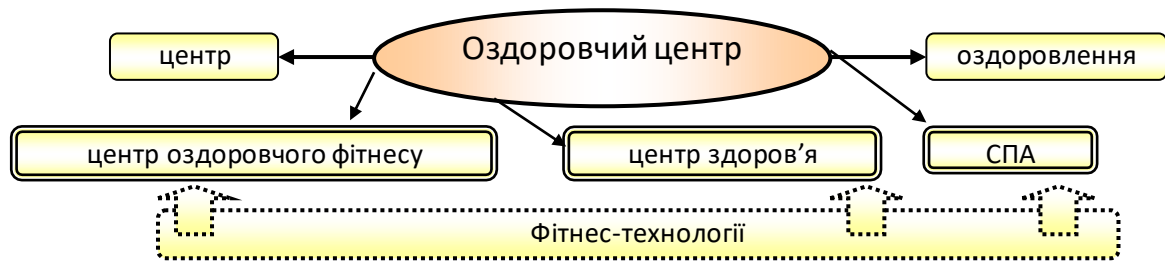 Оздоровчий центр
центр
оздоровлення
центр оздоровчого фітнесу
центр здоров’я
СПА
Фітнес-технології